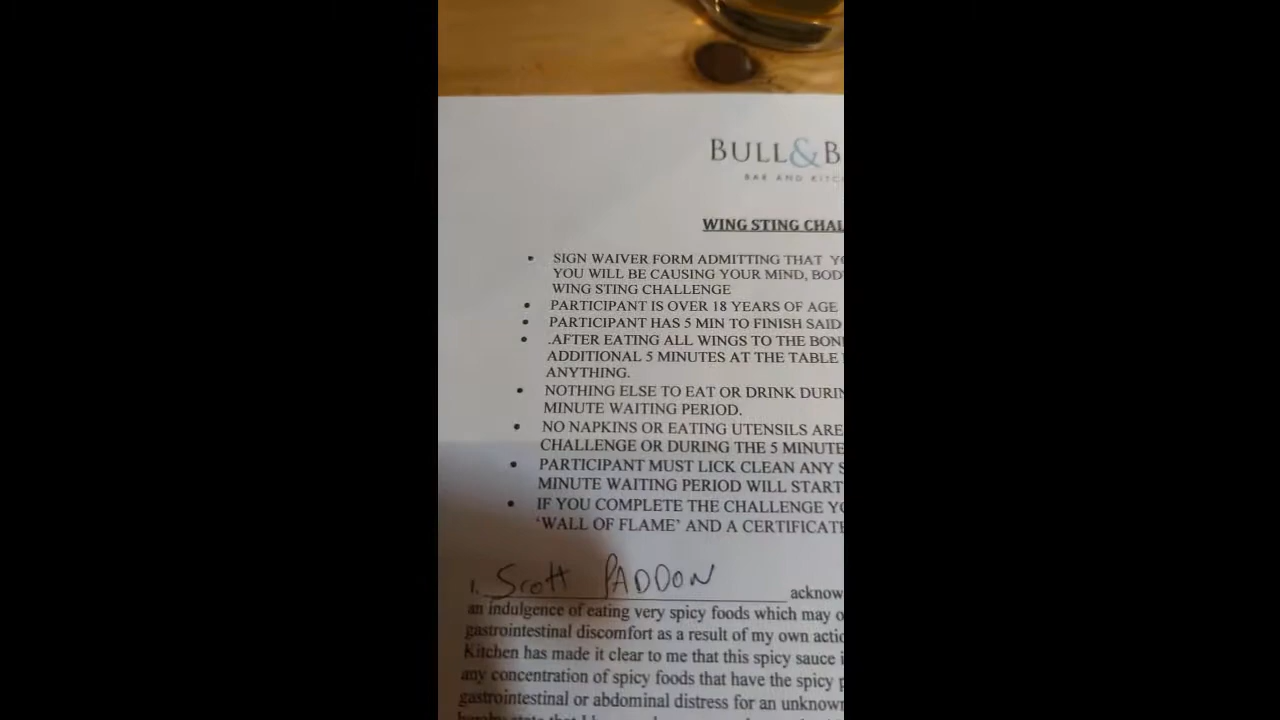 BULL&B
BAR AND KITC
WING STING CHAL
• SIGN WAIVER FORM ADMITTING THAT YO
YOU WILL BE CAUSING YOUR MIND, BOD
WING STING CHALLENGE
• PARTICIPANT IS OVER 18 YEARS OF AGE
• PARTICIPANT HAS 5 MIN TO FINISH SAID
• .AFTER EATING ALL WINGS TO THE BON
ADDITIONAL 5 MINUTES AT THE TABLE
ANYTHING.
• NOTHING ELSE TO EAT OR DRINK DURIN
MINUTE WAITING PERIOD.
• NO NAPKINS OR EATING UTENSILS ARE
CHALLENGE OR DURING THE 5 MINUTE
• PARTICIPANT MUST LICK CLEAN ANY S
MINUTE WAITING PERIOD WILL START
• IF YOU COMPLETE THE CHALLENGE YO
‘WALL OF FLAME’ AND A CERTIFICATE
1. Scott PADDON acknow
an indulgence of eating very spicy foods which may o
gastrointestinal discomfort as a result of my own actio
Kitchen has made it clear to me that this spicy sauce i
any concentration of spicy foods that have the spicy p
gastrointestinal or abdominal distress for an unknown